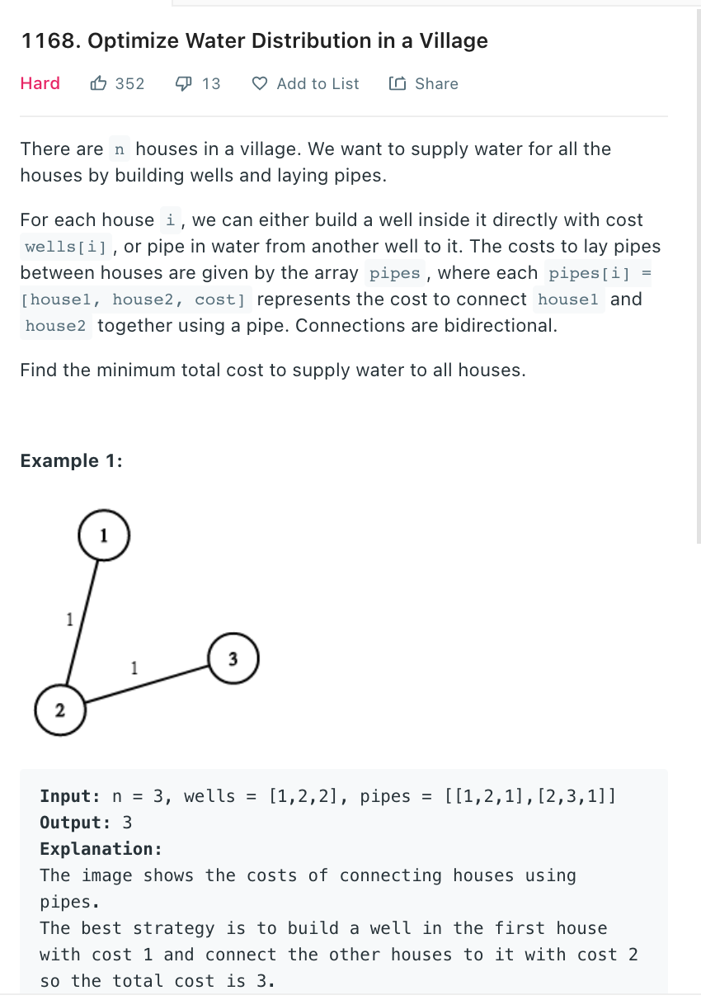 1168. Optimize Water Distribution in a Village
Hard 352 13 Add to List Share
There are n houses in a village. We want to supply water for all the
houses by building wells and laying pipes.
For each house i, we can either build a well inside it directly with cost
wells[i], or pipe in water from another well to it. The costs to lay pipes
between houses are given by the array pipes, where each pipes[i] =
[house1, house2, cost] represents the cost to connect house1 and
house2 together using a pipe. Connections are bidirectional.
Find the minimum total cost to supply water to all houses.
Example 1:
1
1
1
3
2
Input: n = 3, wells = [1,2,2], pipes = [[1,2,1],[2,3,1]]
Output: 3
Explanation:
The image shows the costs of connecting houses using
pipes.
The best strategy is to build a well in the first house
with cost 1 and connect the other houses to it with cost 2
so the total cost is 3.